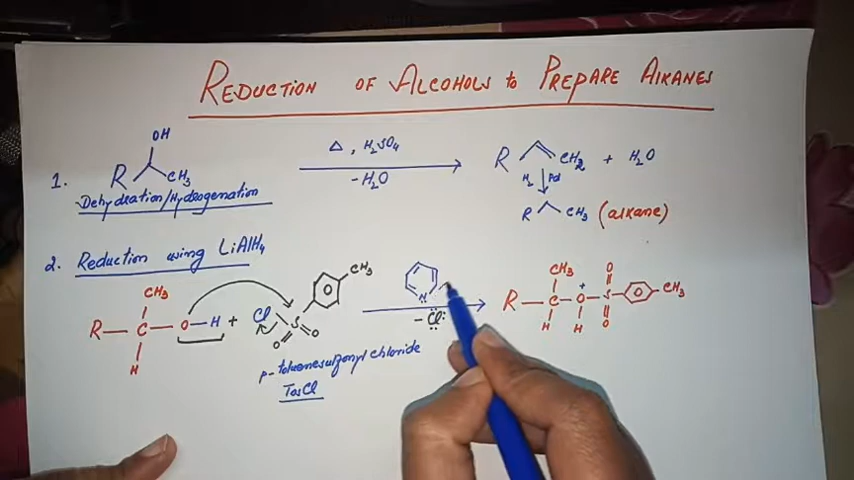 REDUCTION OF ALCOHOLS to PREPARE ALKANES
OH
1. R CH3 Δ, H2SO4 R CH2 + H2O
-H2O H2 Pd
Dehydration/Hydrogenation R CH3 (alkane)
2. Reduction using LiAlH4
CH3 CH3 N CH3 O
R-C-O-H + Cl S -Cl: R-C-O-S CH3
H O O H H O
+
p-toluenesulfonyl chloride
TosCl